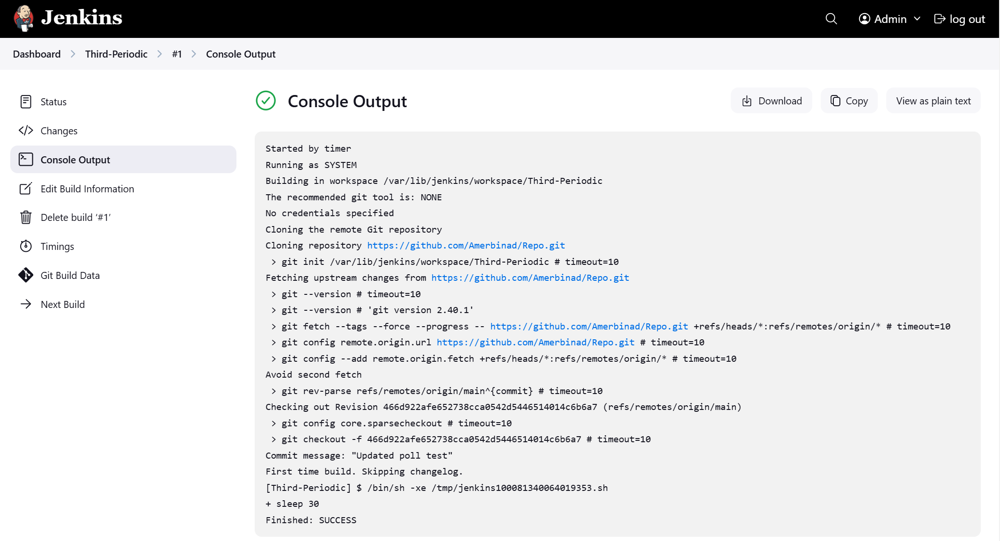 Jenkins
Admin
log out
Dashboard > Third-Periodic > #1 > Console Output
Status
Changes
Console Output
Edit Build Information
Delete build ‘#1’
Timings
Git Build Data
Next Build
Console Output
Download
Copy
View as plain text
Started by timer
Running as SYSTEM
Building in workspace /var/lib/jenkins/workspace/Third-Periodic
The recommended git tool is: NONE
No credentials specified
Cloning the remote Git repository
Cloning repository https://github.com/Amerbinad/Repo.git
 > git init /var/lib/jenkins/workspace/Third-Periodic # timeout=10
Fetching upstream changes from https://github.com/Amerbinad/Repo.git
 > git --version # timeout=10
 > git --version # 'git version 2.40.1'
 > git fetch --tags --force --progress -- https://github.com/Amerbinad/Repo.git +refs/heads/*:refs/remotes/origin/* # timeout=10
 > git config remote.origin.url https://github.com/Amerbinad/Repo.git # timeout=10
 > git config --add remote.origin.fetch +refs/heads/*:refs/remotes/origin/* # timeout=10
Avoid second fetch
 > git rev-parse refs/remotes/origin/main^{commit} # timeout=10
Checking out Revision 466d922afe652738cca0542d5446514014c6b6a7 (refs/remotes/origin/main)
 > git config core.sparsecheckout # timeout=10
 > git checkout -f 466d922afe652738cca0542d5446514014c6b6a7 # timeout=10
Commit message: "Updated poll test"
First time build. Skipping changelog.
[Third-Periodic] $ /bin/sh -xe /tmp/jenkins100081340064019353.sh
+ sleep 30
Finished: SUCCESS